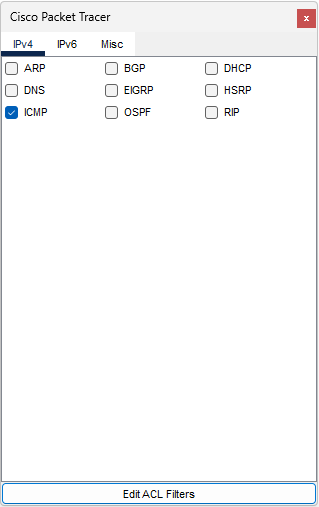 Cisco Packet Tracer
x
IPv4 IPv6 Misc
ARP BGP DHCP
DNS EIGRP HSRP
ICMP OSPF RIP
Edit ACL Filters